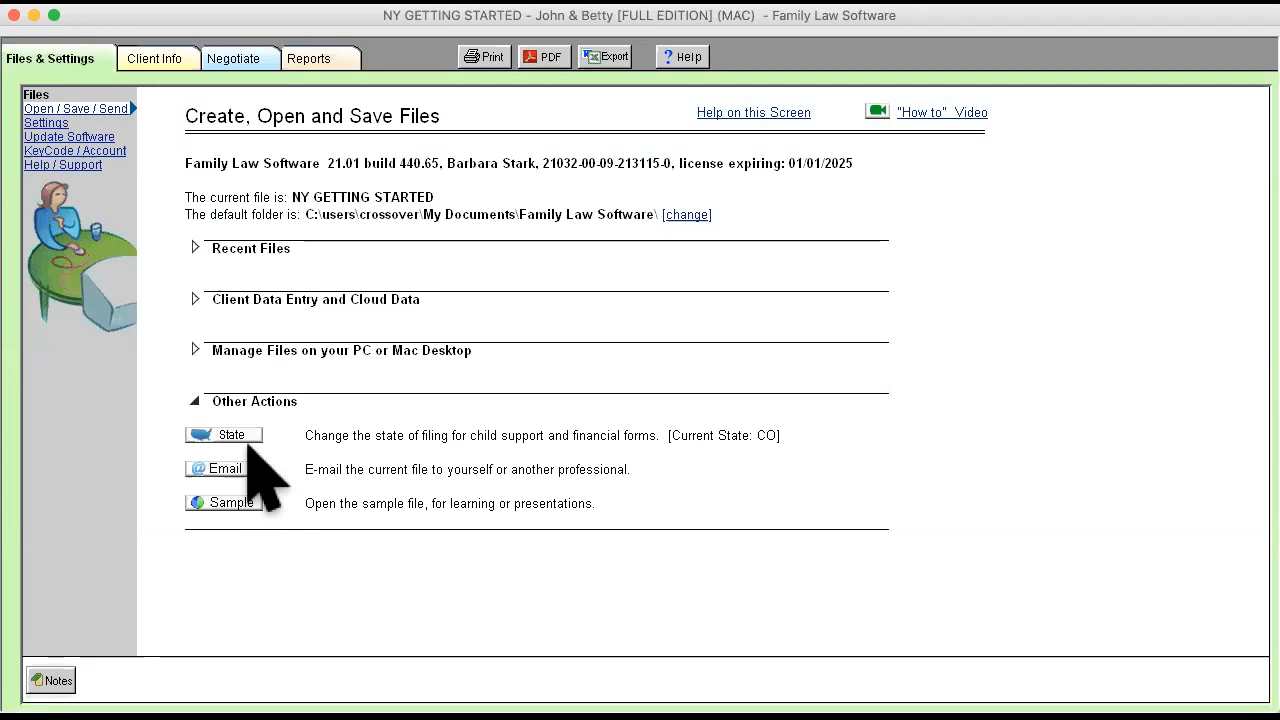 NY GETTING STARTED - John & Betty [FULL EDITION] (MAC)  - Family Law Software
Files & Settings
Client Info
Negotiate
Reports
Print
PDF
Export
? Help
Files
Open / Save / Send
Settings
Update Software
KeyCode / Account
Help / Support
Create, Open and Save Files
Help on this Screen
"How to"  Video
Family Law Software  21.01 build 440.65, Barbara Stark, 21032-00-09-213115-0, license expiring: 01/01/2025
The current file is:  NY GETTING STARTED
The default folder is:  C:\users\crossover\My Documents\Family Law Software\ [change]
Recent Files
Client Data Entry and Cloud Data
Manage Files on your PC or Mac Desktop
Other Actions
State
Change the state of filing for child support and financial forms.  [Current State: CO]
@ Email
E-mail the current file to yourself or another professional.
Sample
Open the sample file, for learning or presentations.
Notes